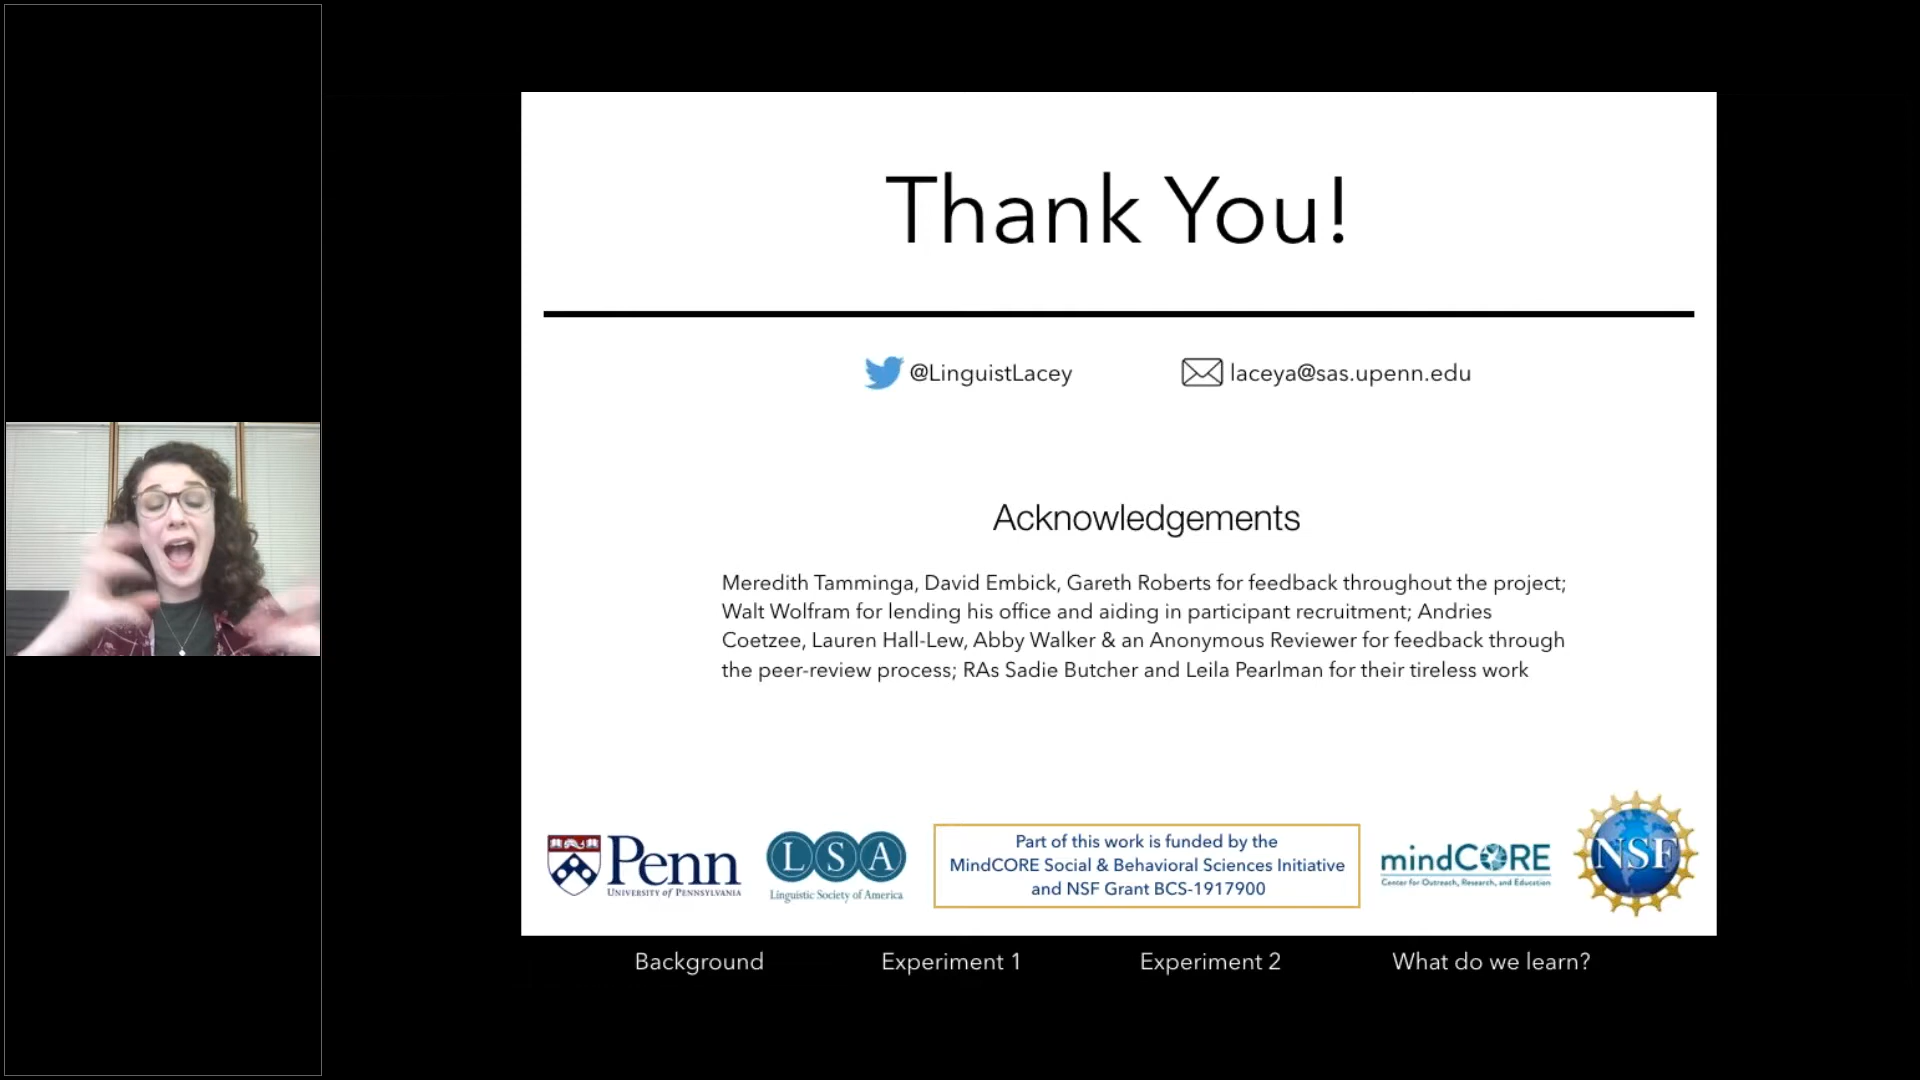 Thank You!
@LinguistLacey
laceya@sas.upenn.edu
Acknowledgements
Meredith Tamminga, David Embick, Gareth Roberts for feedback throughout the project;
Walt Wolfram for lending his office and aiding in participant recruitment; Andries
Coetzee, Lauren Hall-Lew, Abby Walker & an Anonymous Reviewer for feedback through
the peer-review process; RAs Sadie Butcher and Leila Pearlman for their tireless work
Penn
UNIVERSITY of PENNSYLVANIA
LSA
Linguistic Society of America
Part of this work is funded by the
MindCORE Social & Behavioral Sciences Initiative
and NSF Grant BCS-1917900
mindCORE
Center for Outreach, Research, and Education
NSF
Background
Experiment 1
Experiment 2
What do we learn?